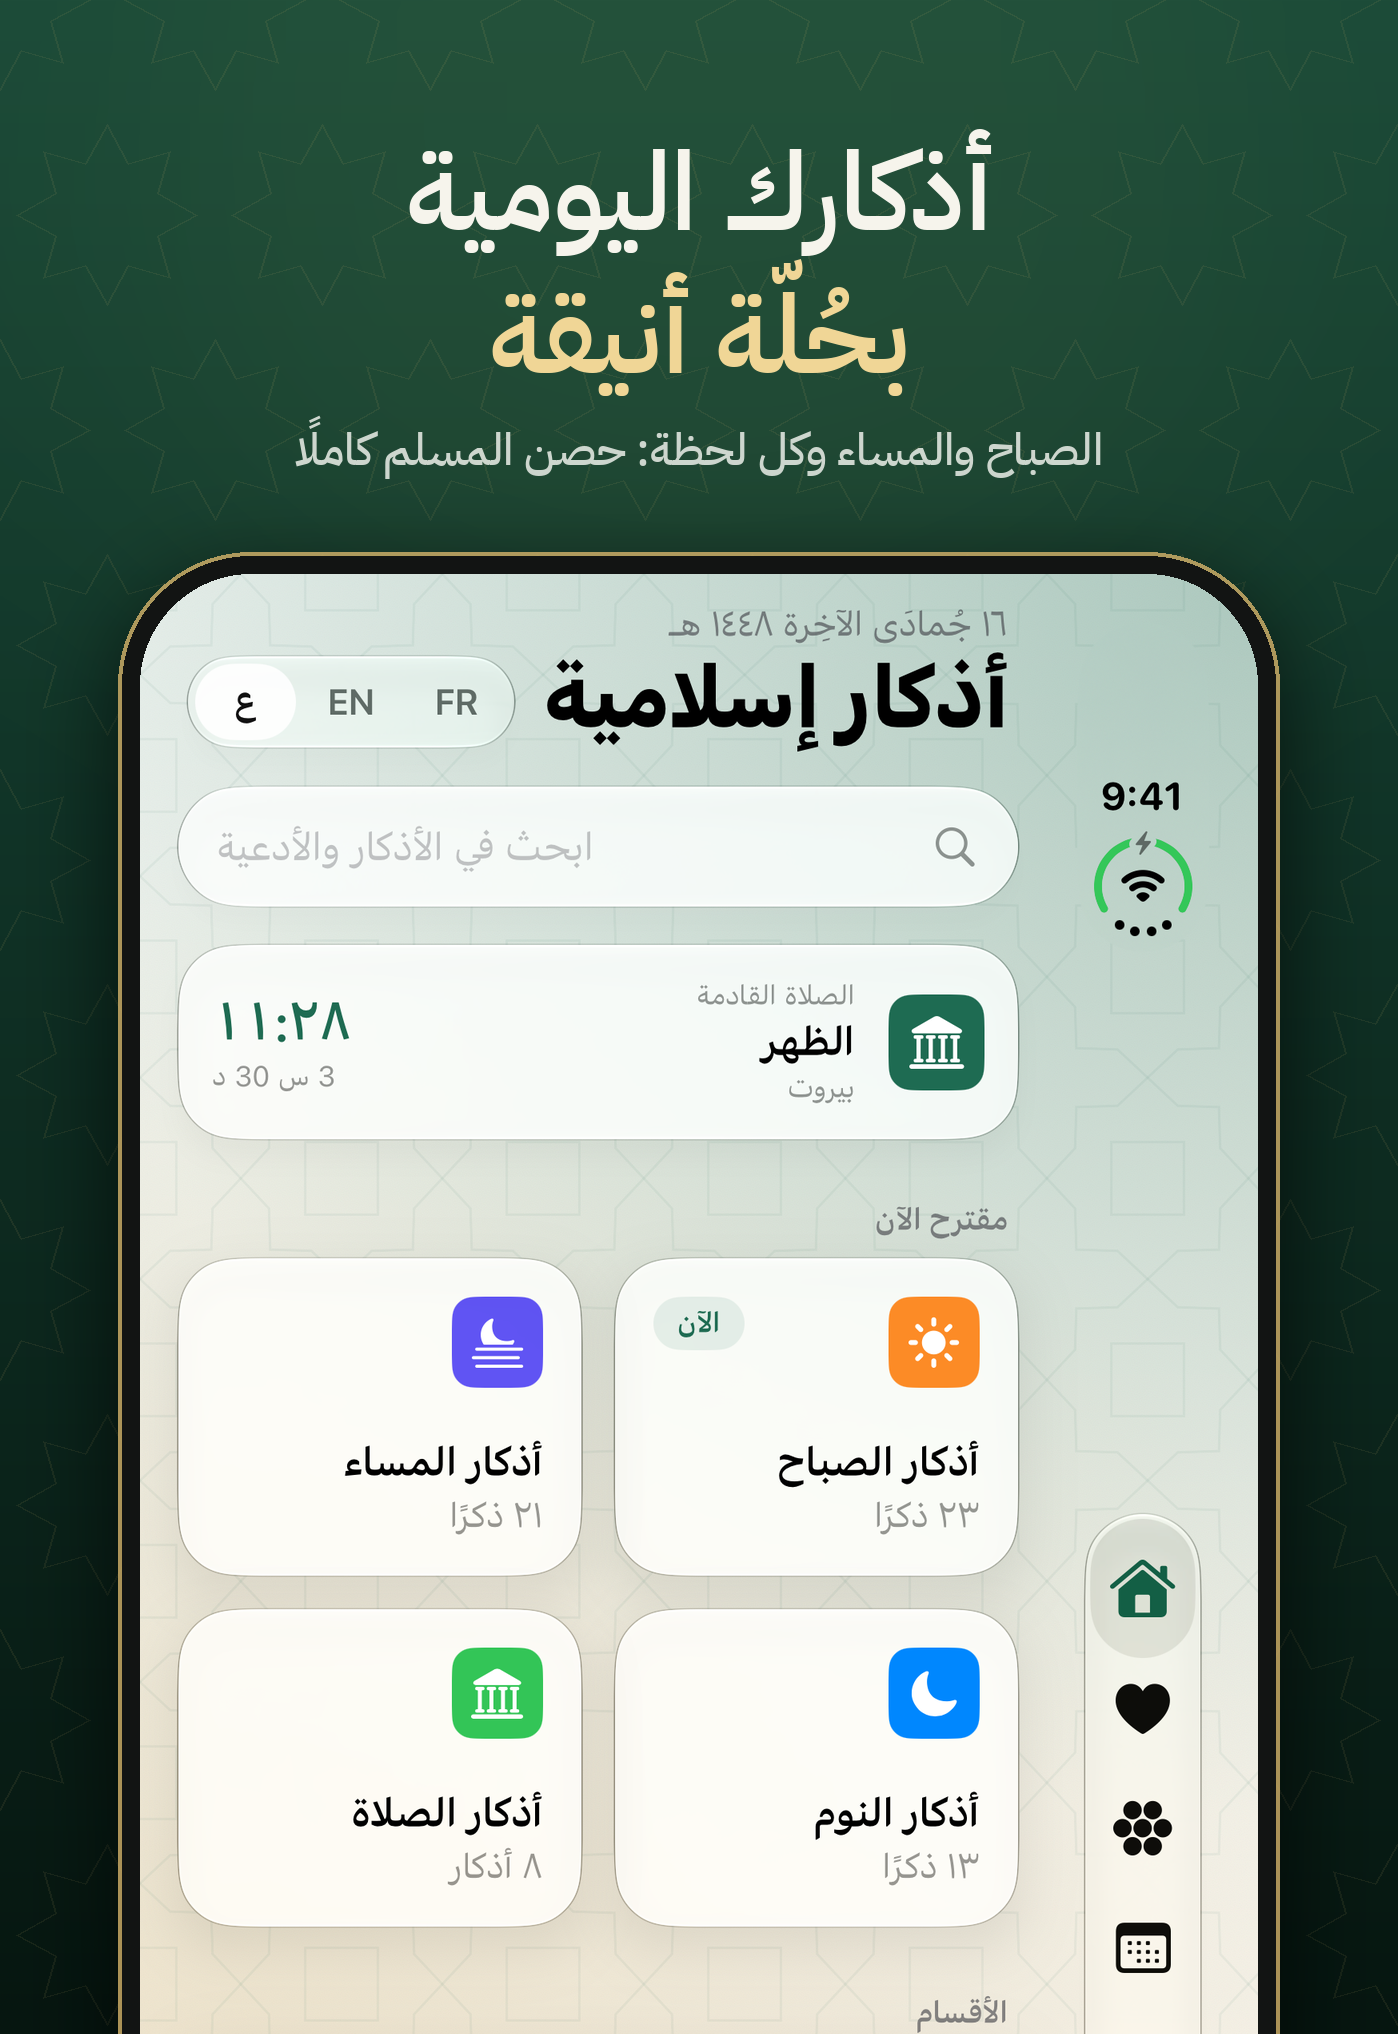 أذكارك اليومية
بحُلّة أنيقة
الصباح والمساء وكل لحظة: حصن المسلم كاملًا
١٦ جُمادَى الآخِرة ١٤٤٨ هـ
أذكار إسلامية
FR EN ع
9:41
ابحث في الأذكار والأدعية
الصلاة القادمة
الظهر
بيروت
١١:٢٨
3 س 30 د
مقترح الآن
الآن
أذكار الصباح
٢٣ ذكرًا
أذكار المساء
٢١ ذكرًا
أذكار النوم
١٣ ذكرًا
أذكار الصلاة
٨ أذكار
الأقسام